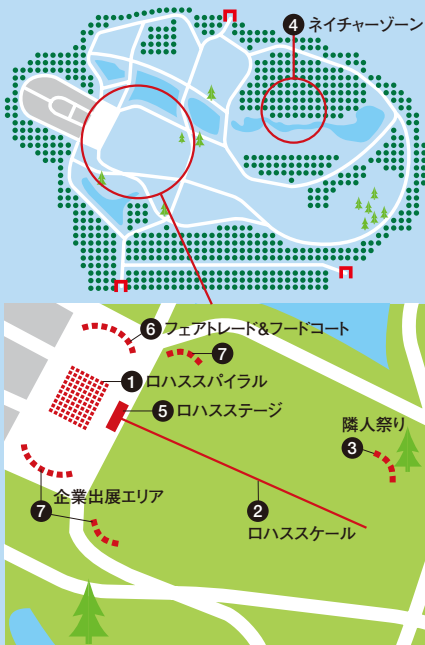 4 ネイチャーゾーン
6 フェアトレード&フードコート
7
1 ロハススパイラル
5 ロハスステージ
隣人祭り
3
企業出展エリア
7
2
ロハススケール